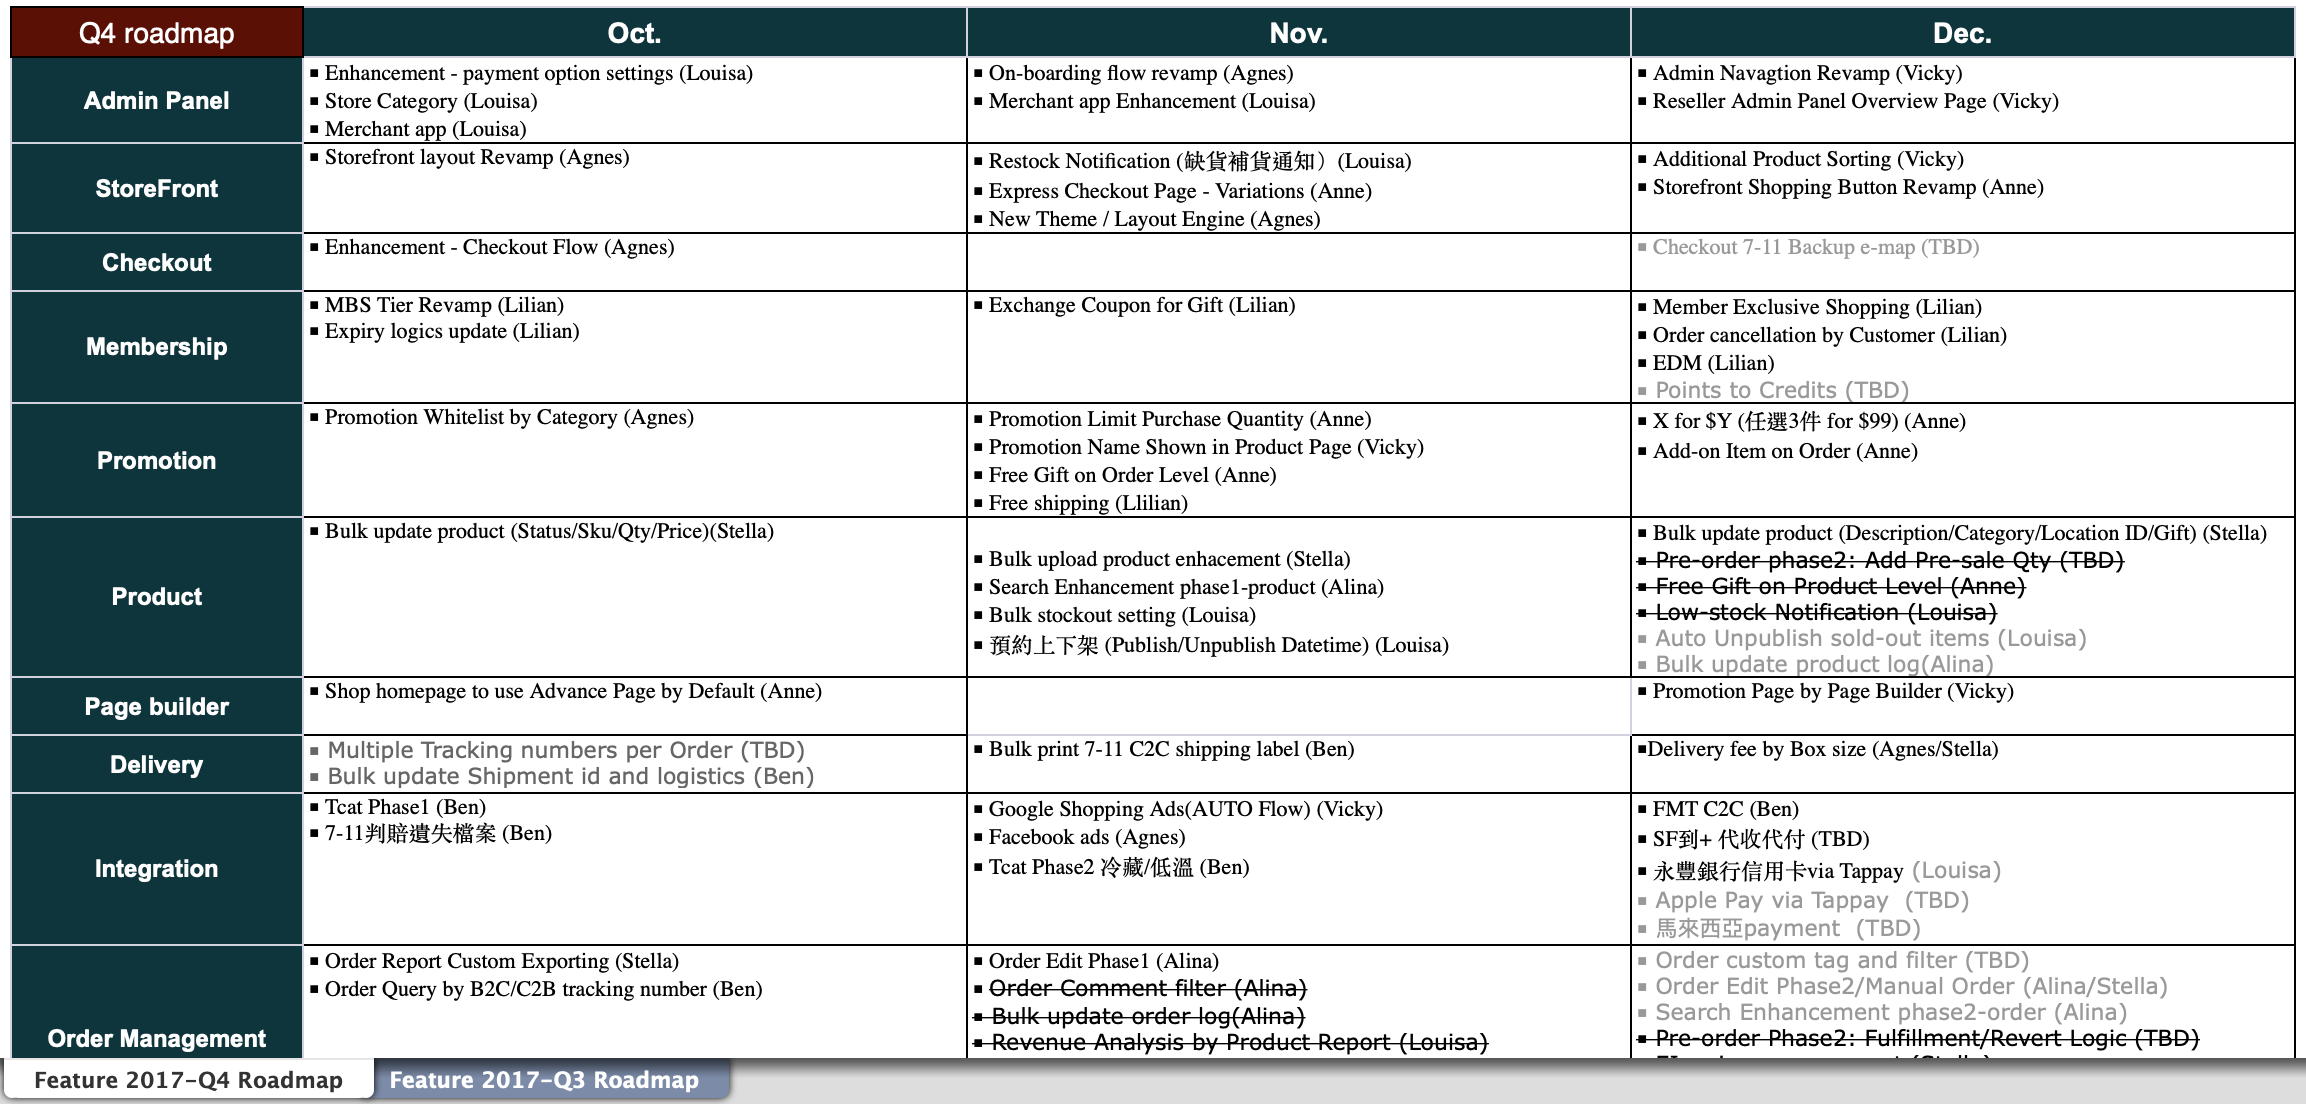 Q4 roadmap
Oct.
Nov.
Dec.
Admin Panel
▪ Enhancement - payment option settings (Louisa)
▪ Store Category (Louisa)
▪ Merchant app (Louisa)
▪ On-boarding flow revamp (Agnes)
▪ Merchant app Enhancement (Louisa)
▪ Admin Navagtion Revamp (Vicky)
▪ Reseller Admin Panel Overview Page (Vicky)
StoreFront
▪ Storefront layout Revamp (Agnes)
▪ Restock Notification (缺貨補貨通知）(Louisa)
▪ Express Checkout Page - Variations (Anne)
▪ New Theme / Layout Engine (Agnes)
▪ Additional Product Sorting (Vicky)
▪ Storefront Shopping Button Revamp (Anne)
Checkout
▪ Enhancement - Checkout Flow (Agnes)
▪ Checkout 7-11 Backup e-map (TBD)
Membership
▪ MBS Tier Revamp (Lilian)
▪ Expiry logics update (Lilian)
▪ Exchange Coupon for Gift (Lilian)
▪ Member Exclusive Shopping (Lilian)
▪ Order cancellation by Customer (Lilian)
▪ EDM (Lilian)
▪ Points to Credits (TBD)
Promotion
▪ Promotion Whitelist by Category (Agnes)
▪ Promotion Limit Purchase Quantity (Anne)
▪ Promotion Name Shown in Product Page (Vicky)
▪ Free Gift on Order Level (Anne)
▪ Free shipping (Llilian)
▪ X for $Y (任選3件 for $99) (Anne)
▪ Add-on Item on Order (Anne)
Product
▪ Bulk update product (Status/Sku/Qty/Price)(Stella)
▪ Bulk upload product enhacement (Stella)
▪ Search Enhancement phase1-product (Alina)
▪ Bulk stockout setting (Louisa)
▪ 預約上下架 (Publish/Unpublish Datetime) (Louisa)
▪ Bulk update product (Description/Category/Location ID/Gift) (Stella)
▪ Pre-order phase2: Add Pre-sale Qty (TBD)
▪ Free Gift on Product Level (Anne)
▪ Low-stock Notification (Louisa)
▪ Auto Unpublish sold-out items (Louisa)
▪ Bulk update product log(Alina)
Page builder
▪ Shop homepage to use Advance Page by Default (Anne)
▪ Promotion Page by Page Builder (Vicky)
Delivery
▪ Multiple Tracking numbers per Order (TBD)
▪ Bulk update Shipment id and logistics (Ben)
▪ Bulk print 7-11 C2C shipping label (Ben)
▪Delivery fee by Box size (Agnes/Stella)
Integration
▪ Tcat Phase1 (Ben)
▪ 7-11判賠遺失檔案 (Ben)
▪ Google Shopping Ads(AUTO Flow) (Vicky)
▪ Facebook ads (Agnes)
▪ Tcat Phase2 冷藏/低溫 (Ben)
▪ FMT C2C (Ben)
▪ SF到+ 代收代付 (TBD)
▪ 永豐銀行信用卡via Tappay (Louisa)
▪ Apple Pay via Tappay (TBD)
▪ 馬來西亞payment (TBD)
Order Management
▪ Order Report Custom Exporting (Stella)
▪ Order Query by B2C/C2B tracking number (Ben)
▪ Order Edit Phase1 (Alina)
▪ Order Comment filter (Alina)
▪ Bulk update order log(Alina)
▪ Revenue Analysis by Product Report (Louisa)
▪ Order custom tag and filter (TBD)
▪ Order Edit Phase2/Manual Order (Alina/Stella)
▪ Search Enhancement phase2-order (Alina)
▪ Pre-order Phase2: Fulfillment/Revert Logic (TBD)
Feature 2017-Q4 Roadmap
Feature 2017-Q3 Roadmap